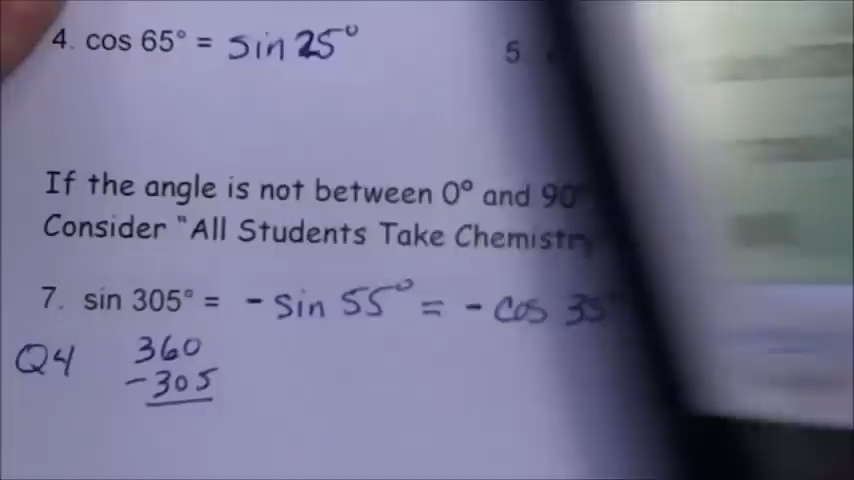 4. cos 65° = sin 25°
5
If the angle is not between 0° and 90°
Consider "All Students Take Chemistry
7. sin 305° = - sin 55° = - cos 35
Q4
360
-305